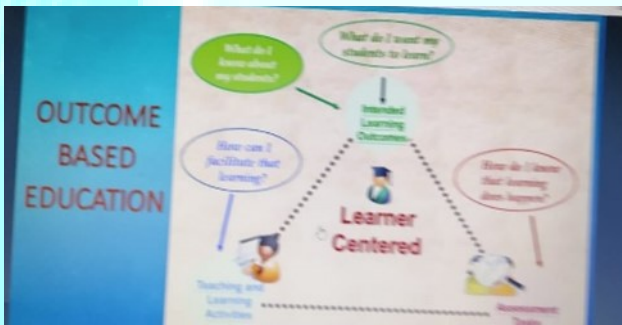 OUTCOME
BASED
EDUCATION
What do I
know about
my students?
What do I want my
students to learn?
Intended
Learning
Outcomes
How can I
facilitate that
learning?
How do I know
that learning
does happen?
Learner
Centered
Teaching and
Learning
Activities
Assessment
Tasks